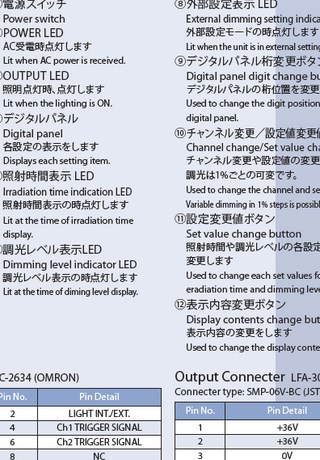 電源スイッチ
Power switch
POWER LED
AC受電時点灯します
Lit when AC power is received.
OUTPUT LED
照明点灯時、点灯します
Lit when the lighting is ON.
デジタルパネル
Digital panel
各設定の表示をします
Displays each setting item.
照射時間表示 LED
Irradiation time indication LED
照射時間表示の時点灯します
Lit at the time of irradiation time
display.
調光レベル表示LED
Dimming level indicator LED
調光レベル表示の時点灯します
Lit at the time of diming level display.
⑧外部設定表示 LED
External dimming setting indica
外部設定モードの時点灯します
Lit when the unit is in external setting
⑨デジタルパネル桁変更ボタン
Digital panel digit change bu
デジタルパネルの桁位置を変更
Used to change the digit position
digital panel.
⑩チャンネル変更／設定値変更
Channel change/Set value cha
チャンネル変更や設定値の変更
調光は1%ごとの可変です。
Used to change the channel and se
Variable dimming in 1% steps is possibl
⑪設定変更値ボタン
Set value change button
照射時間や調光レベルの各設定
変更します
Used to change each set values fo
eradiation time and dimming leve
⑫表示内容変更ボタン
Display contents change but
表示内容の変更をします
Used to change the display conte
C-2634 (OMRON)
Pin No. Pin Detail
2 LIGHT INT./EXT.
4 Ch1 TRIGGER SIGNAL
6 Ch2 TRIGGER SIGNAL
8 NC
Output Connecter LFA-30
Connecter type: SMP-06V-BC (JST
Pin No. Pin Detail
1 +36V
2 +36V
3 0V